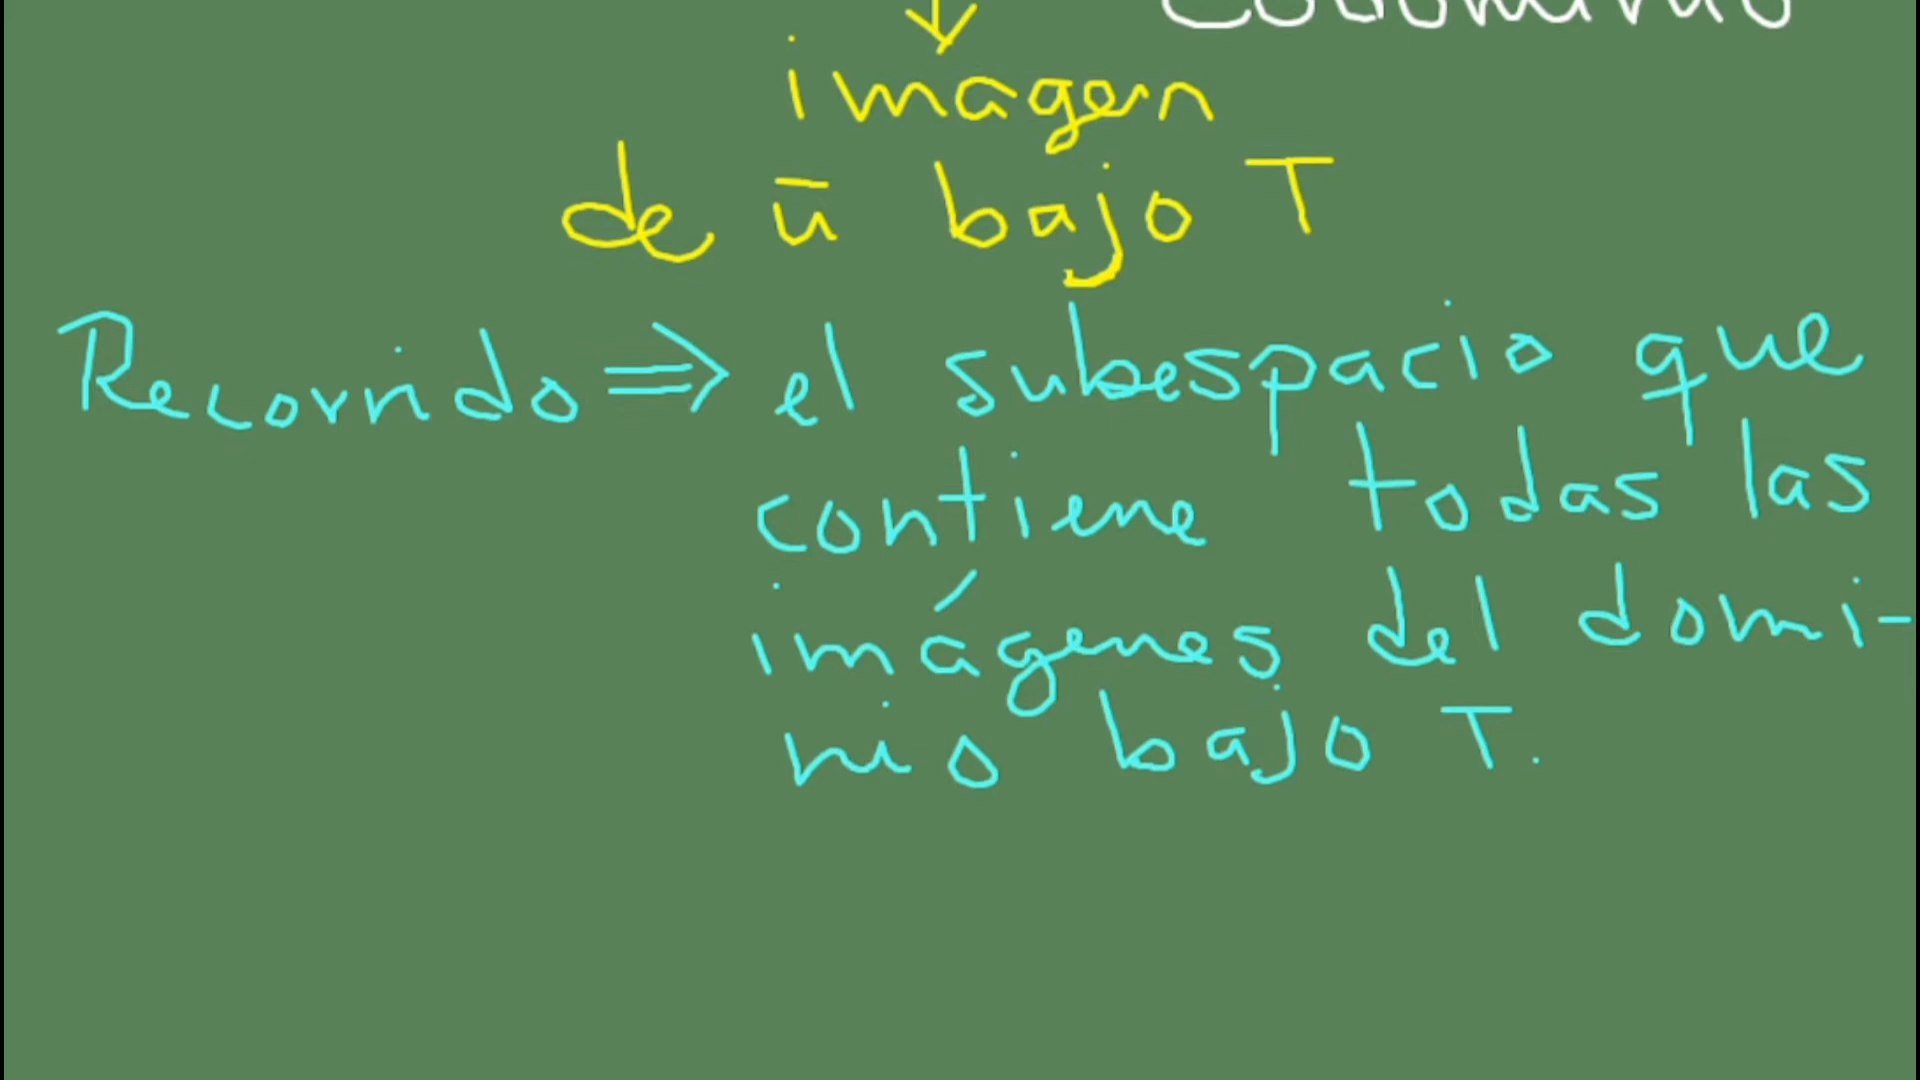 imagen
de ū bajo T
Recorrido ⇒ el subespacio que
contiene todas las
imágenes del domi-
nio bajo T.